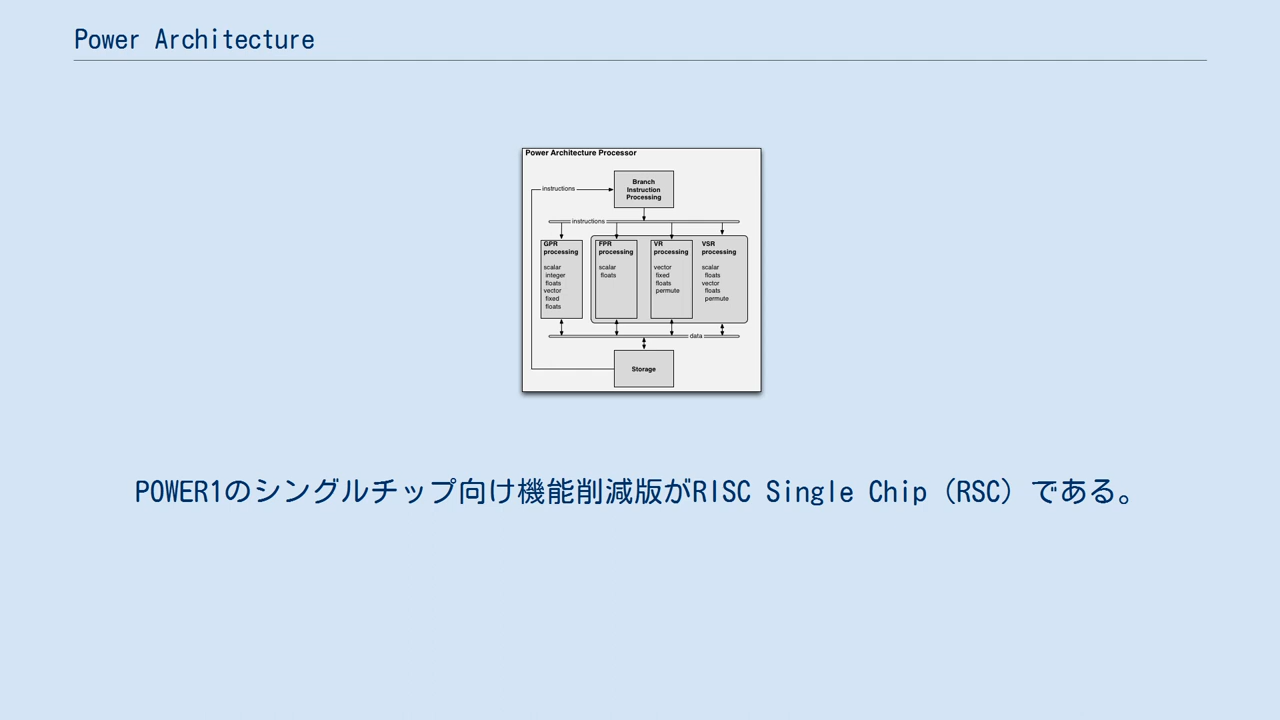 Power Architecture
Power Architecture Processor
Branch
Instruction
Processing
instructions
instructions
GPR
processing
scalar
integer
floats
vector
fixed
floats
FPR
processing
scalar
floats
VR
processing
vector
fixed
floats
permute
VSR
processing
scalar
floats
vector
floats
permute
data
Storage
POWER1のシングルチップ向け機能削減版がRISC Single Chip（RSC）である。